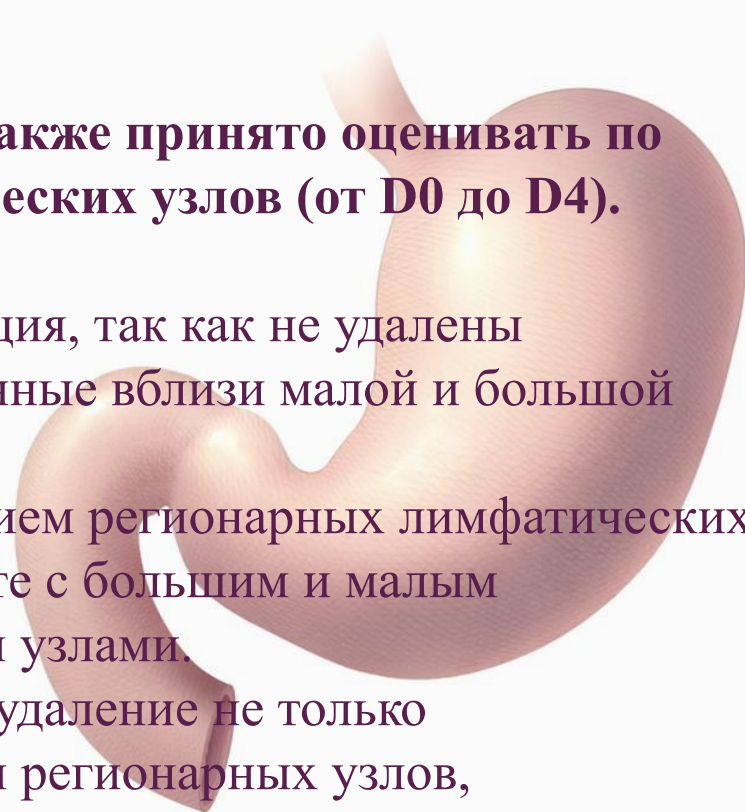 акже принято оценивать по
еских узлов (от D0 до D4).
ция, так как не удалены
нные вблизи малой и большой
ием регионарных лимфатических
те с большим и малым
и узлами.
удаление не только
и регионарных узлов,